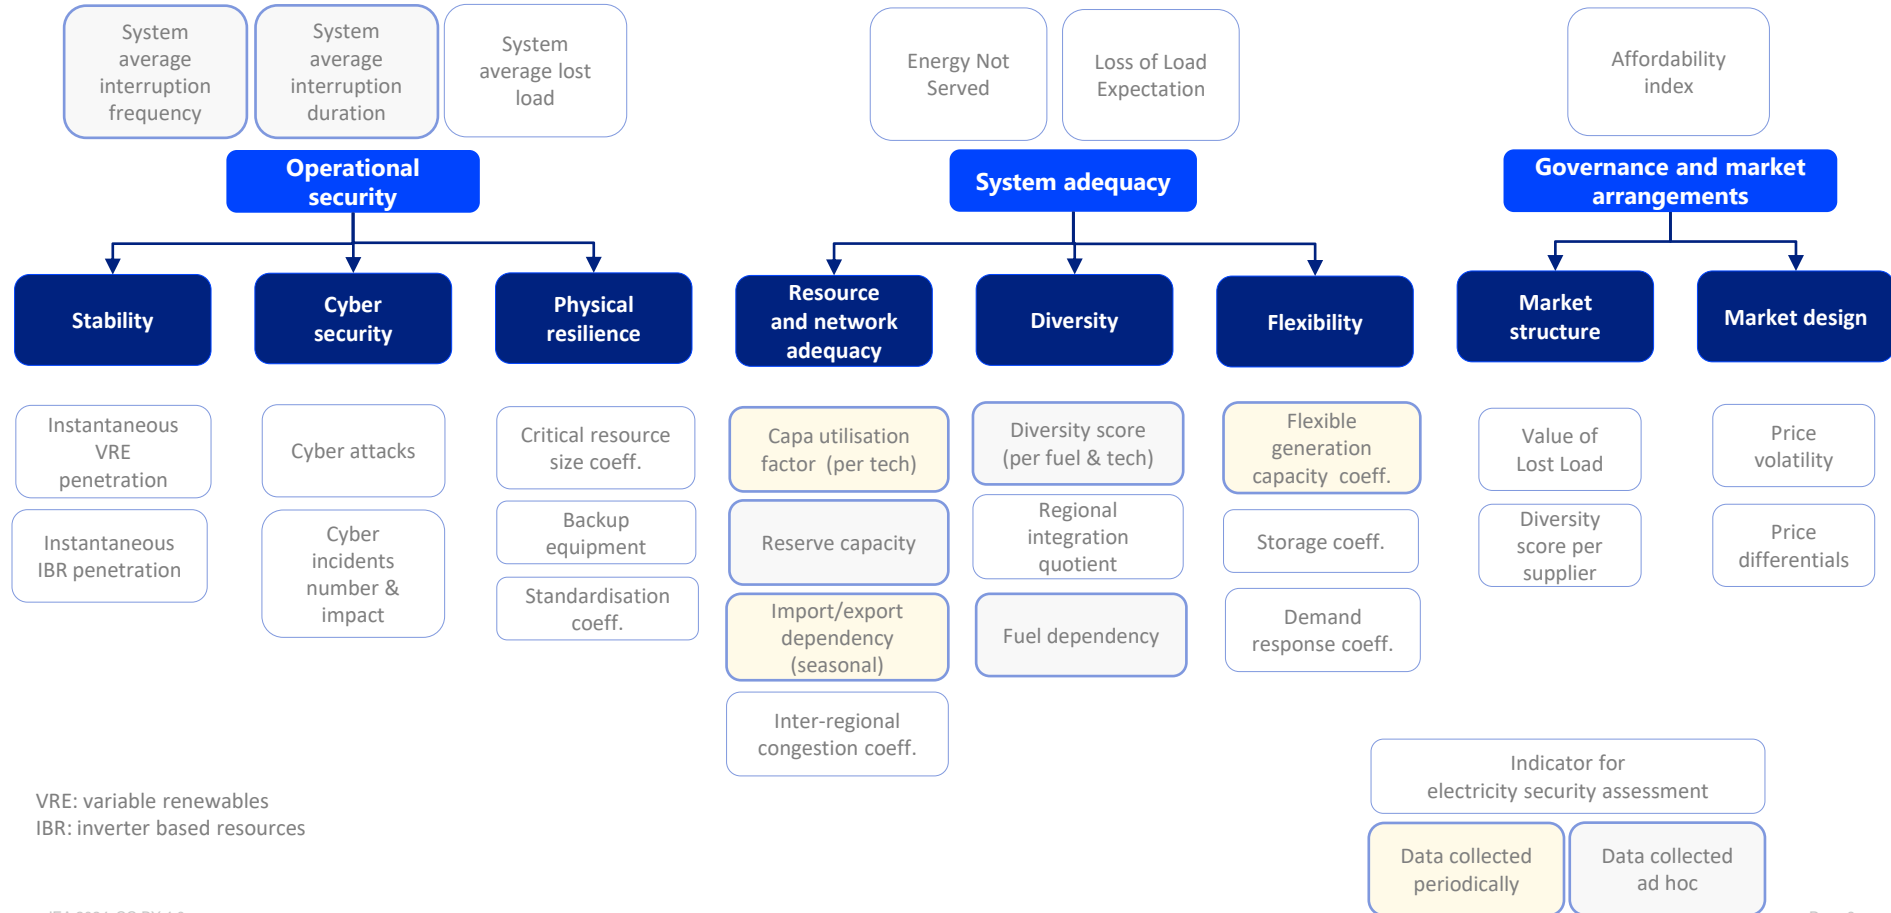 System
average
interruption
frequency
System
average
interruption
duration
System
average lost
load
Energy Not
Served
Loss of Load
Expectation
Affordability
index
Operational
security
System adequacy
Governance and market
arrangements
Stability
Cyber
security
Physical
resilience
Resource
and network
adequacy
Diversity
Flexibility
Market
structure
Market design
Instantaneous
VRE
penetration
Instantaneous
IBR penetration
Cyber attacks
Cyber
incidents
number &
impact
Critical resource
size coeff.
Backup
equipment
Standardisation
coeff.
Capa utilisation
factor (per tech)
Reserve capacity
Import/export
dependency
(seasonal)
Inter-regional
congestion coeff.
Diversity score
(per fuel & tech)
Regional
integration
quotient
Fuel dependency
Flexible
generation
capacity coeff.
Storage coeff.
Demand
response coeff.
Value of
Lost Load
Diversity
score per
supplier
Price
volatility
Price
differentials
VRE: variable renewables
IBR: inverter based resources
Indicator for
electricity security assessment
Data collected
periodically
Data collected
ad hoc